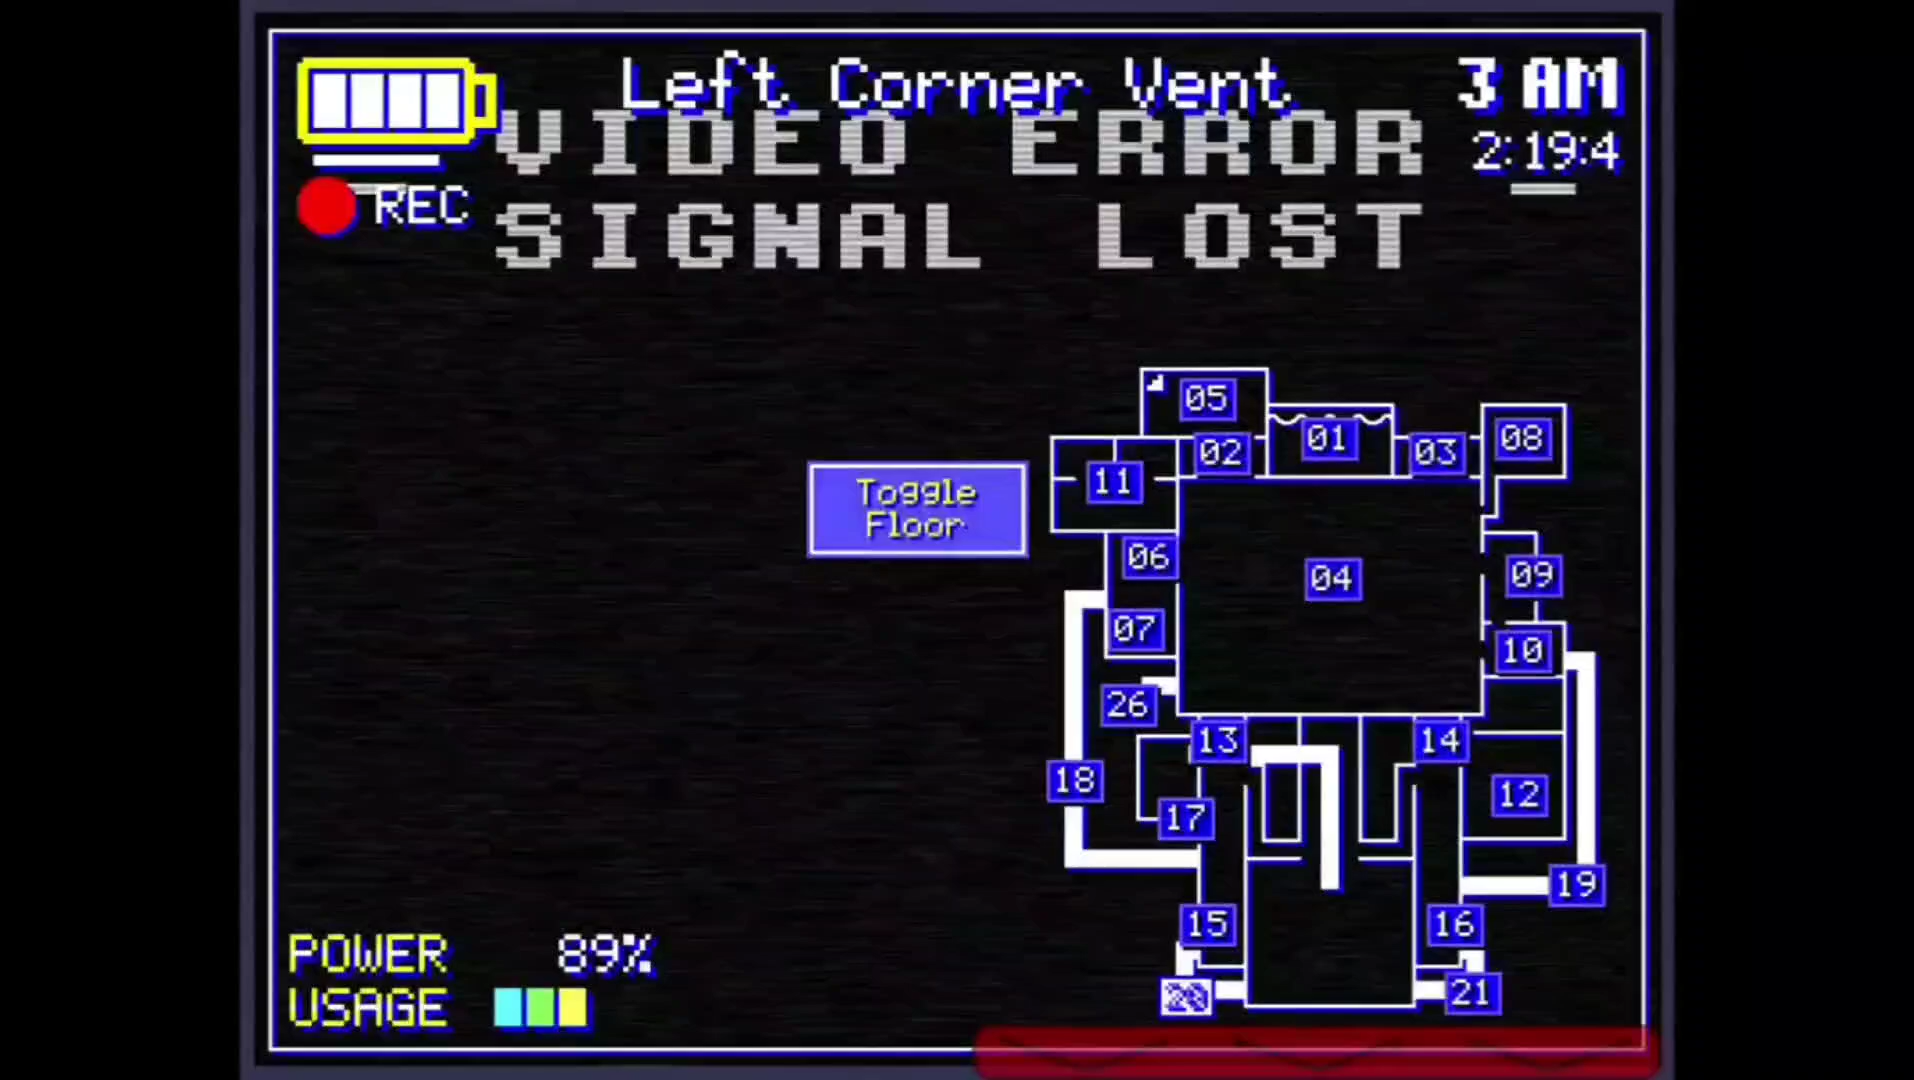 Left Corner Vent
3 AM
VIDEO ERROR
2:19:4
REC
SIGNAL LOST
05
01
02
03
08
11
Toggle
Floor
06
04
09
07
10
26
13
14
18
12
17
19
15
16
20
21
POWER 89%
USAGE